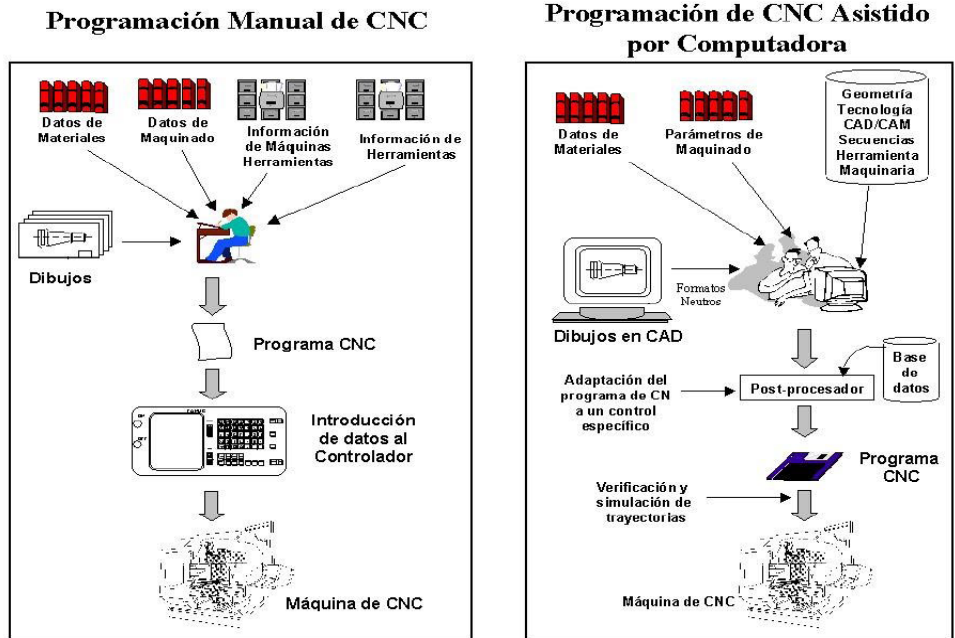 Programación Manual de CNC
Datos de
Materiales
Datos de
Maquinado
Información
de Máquinas
Herramientas
Información de
Herramientas
Dibujos
Programa CNC
Introducción
de datos al
Controlador
Máquina de CNC
Programación de CNC Asistido
por Computadora
Datos de
Materiales
Parámetros de
Maquinado
Geometría
Tecnología
CAD/CAM
Secuencias
Herramienta
Maquinaria
Formatos
Neutros
Dibujos en CAD
Base
de
datos
Adaptación del
programa de CN
a un control
específico
Post-procesador
Programa
CNC
Verificación y
simulación de
trayectorias
Máquina de CNC